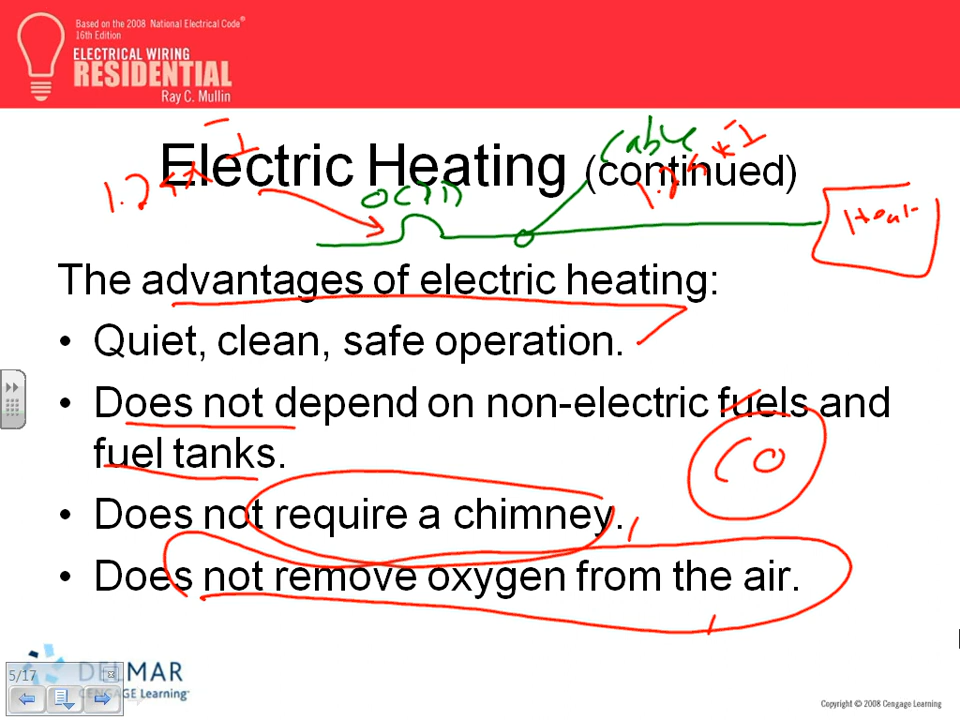 Based on the 2008 National Electrical Code®
16th Edition
ELECTRICAL WIRING
RESIDENTIAL
Ray C. Mullin
Cable
Electric Heating (continued)
The advantages of electric heating:
• Quiet, clean, safe operation.
• Does not depend on non-electric fuels and
fuel tanks.
CO
• Does not require a chimney.
• Does not remove oxygen from the air.
5/17
DELMAR
CENGAGE Learning™
Copyright © 2008 Cengage Learning